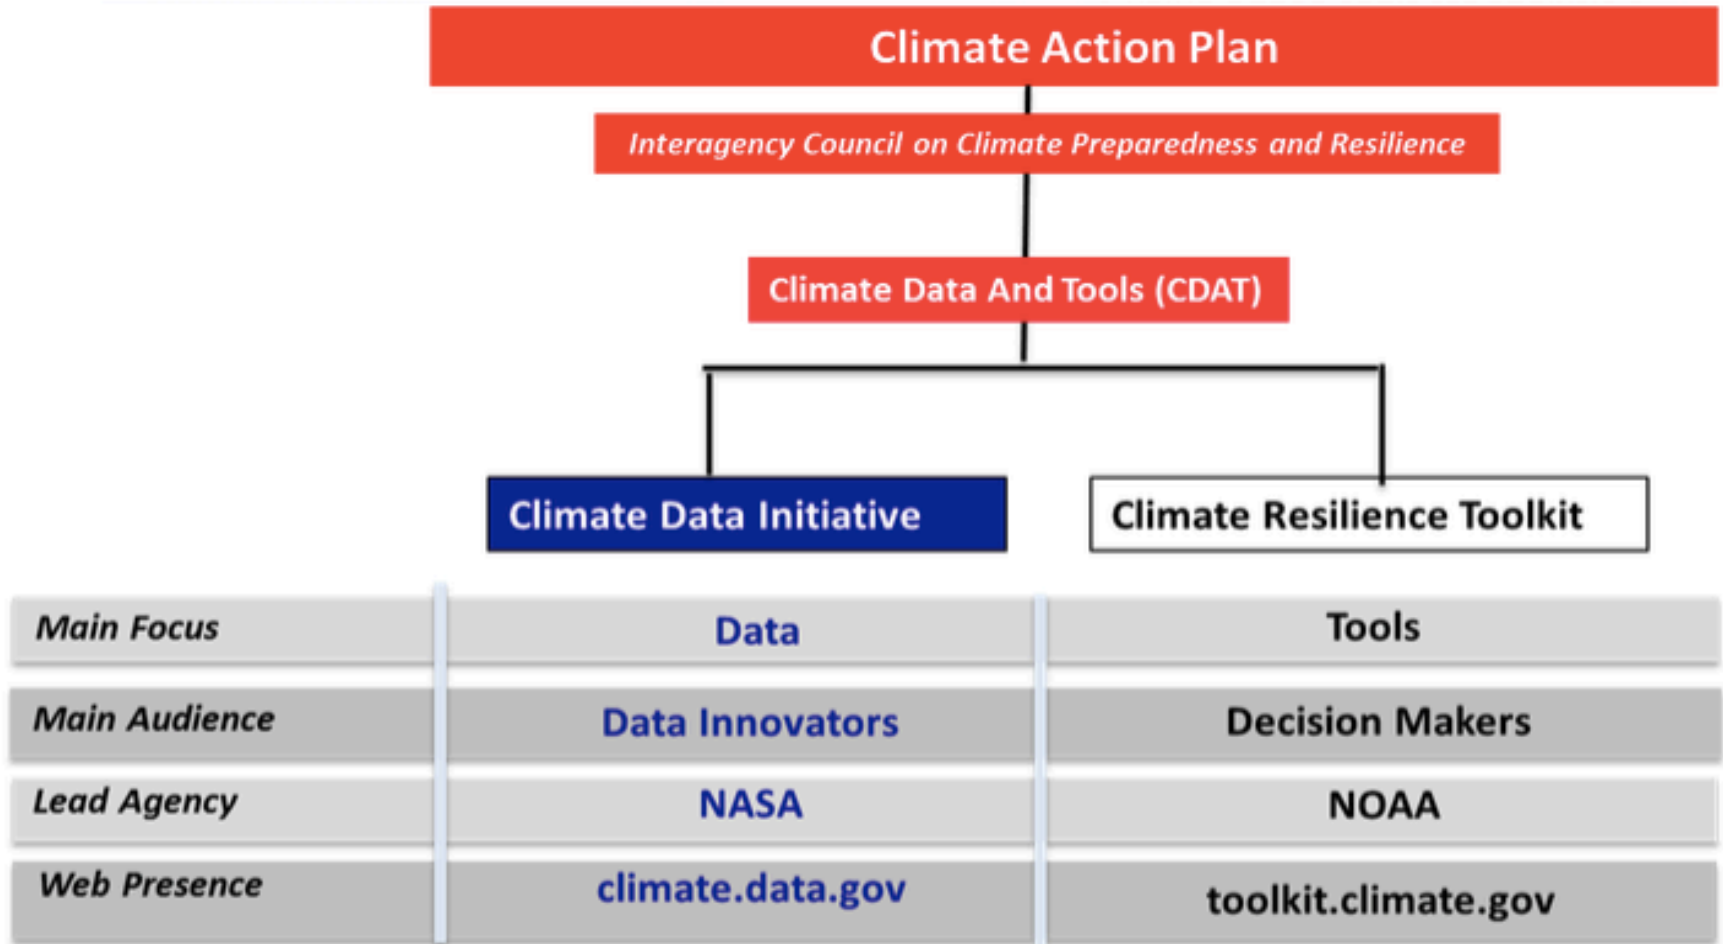 Climate Action Plan
Interagency Council on Climate Preparedness and Resilience
Climate Data And Tools (CDAT)
Climate Data Initiative
Climate Resilience Toolkit
Main Focus Data Tools
Main Audience Data Innovators Decision Makers
Lead Agency NASA NOAA
Web Presence climate.data.gov toolkit.climate.gov